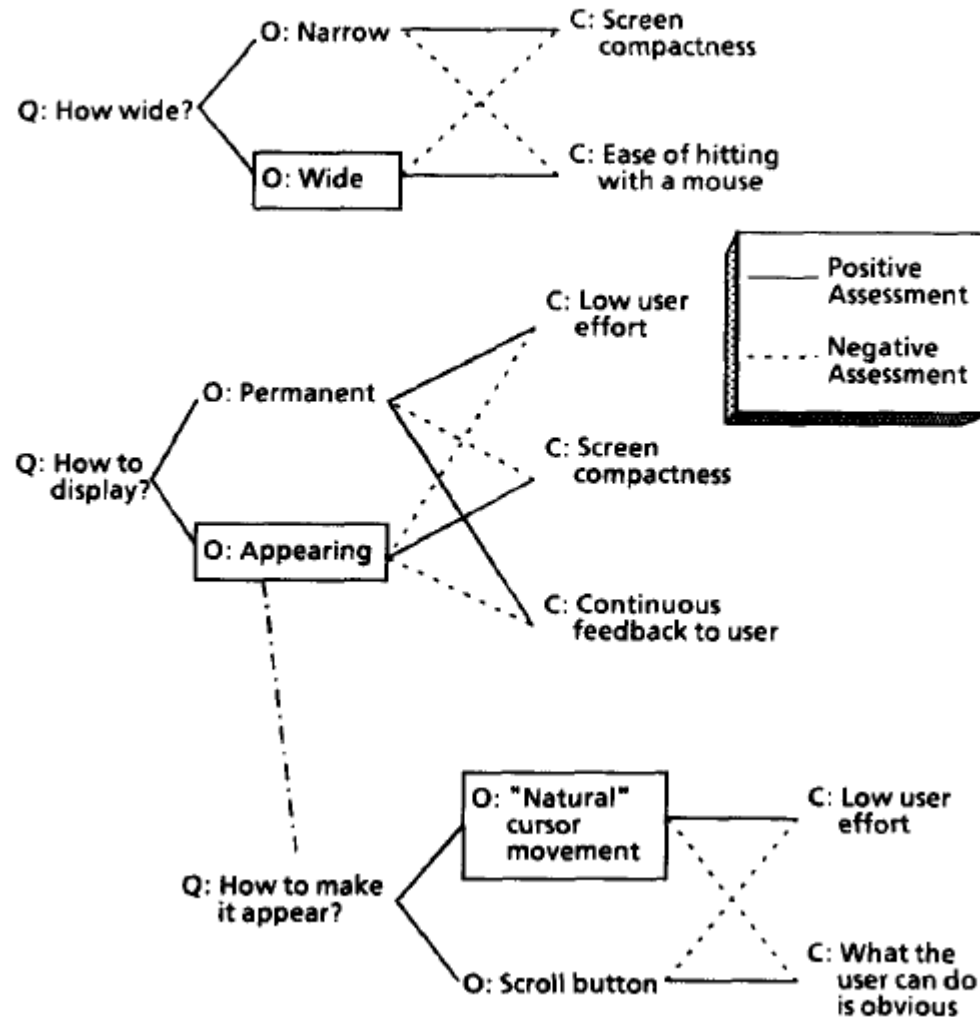 O: Narrow
C: Screen
compactness
Q: How wide?
O: Wide
C: Ease of hitting
with a mouse
Positive
Assessment
Negative
Assessment
C: Low user
effort
O: Permanent
C: Screen
compactness
Q: How to
display?
O: Appearing
C: Continuous
feedback to user
O: "Natural"
cursor
movement
C: Low user
effort
Q: How to make
it appear?
O: Scroll button
C: What the
user can do
is obvious